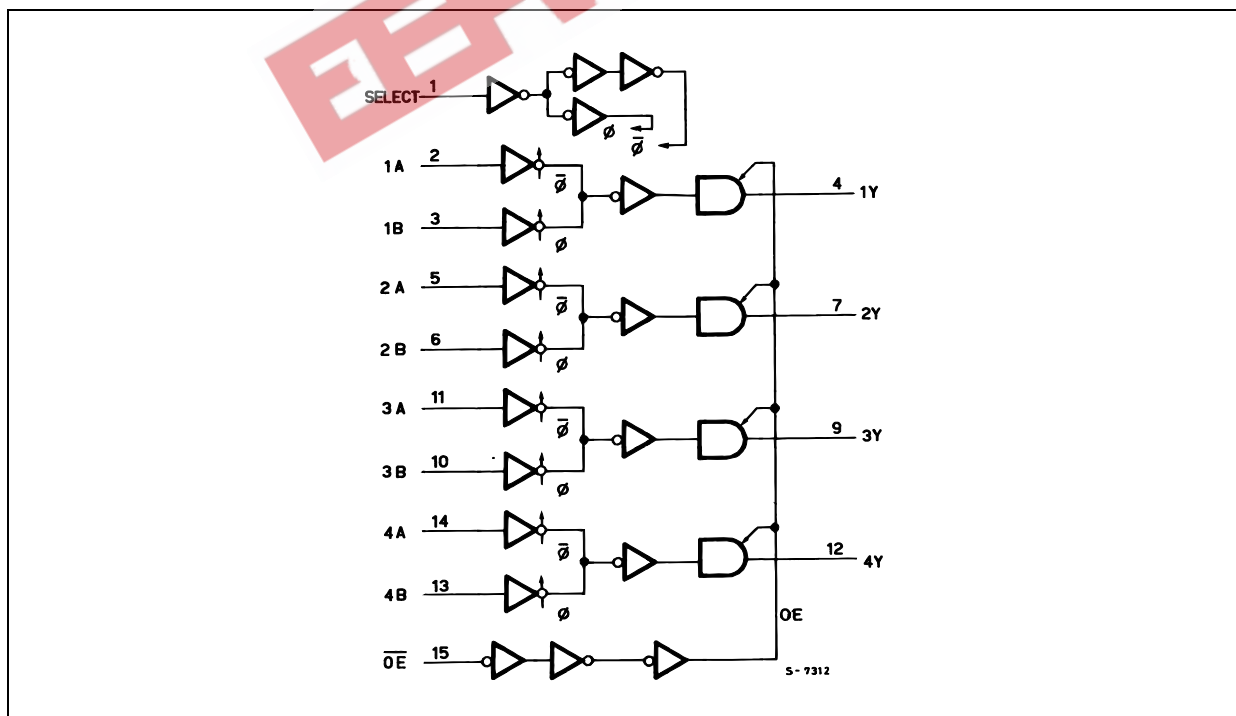 SELECT 1
ø
ø̄
1A 2
ø̄
4 1Y
1B 3
ø
2A 5
ø̄
7 2Y
2B 6
ø
3A 11
ø̄
9 3Y
3B 10
ø
4A 14
ø̄
12 4Y
4B 13
ø
OE
O̅E̅ 15
S-7312